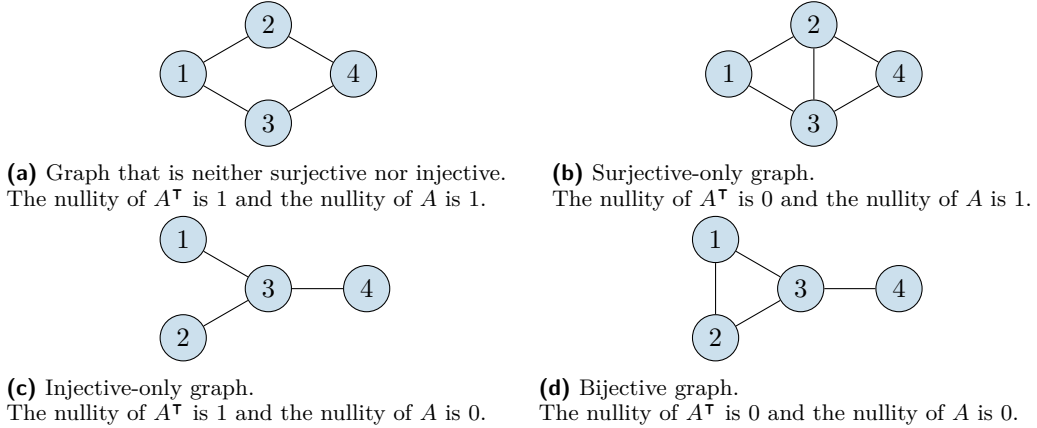 2
1
4
3
(a) Graph that is neither surjective nor injective.
The nullity of Aᵀ is 1 and the nullity of A is 1.
2
1
4
3
(b) Surjective-only graph.
The nullity of Aᵀ is 0 and the nullity of A is 1.
1
3
4
2
(c) Injective-only graph.
The nullity of Aᵀ is 1 and the nullity of A is 0.
1
3
4
2
(d) Bijective graph.
The nullity of Aᵀ is 0 and the nullity of A is 0.